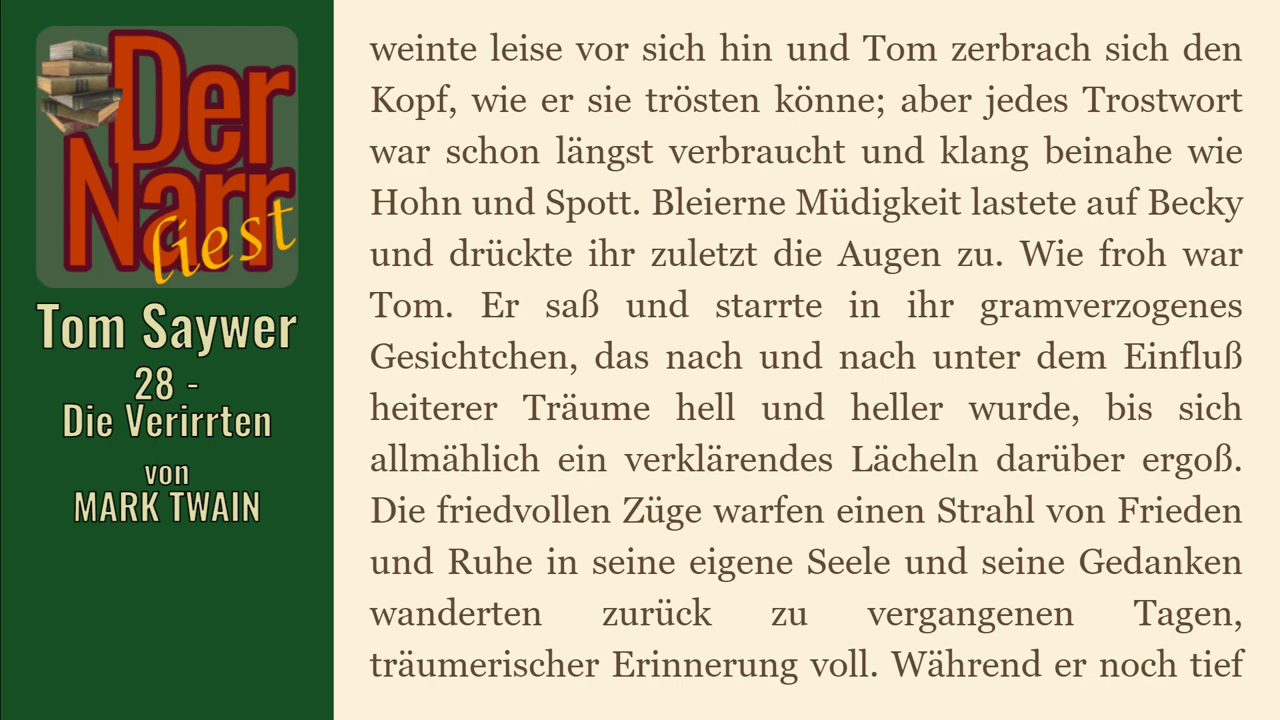 Der
Narr
liest
Tom Saywer
28 -
Die Verirrten
von
MARK TWAIN
weinte leise vor sich hin und Tom zerbrach sich den
Kopf, wie er sie trösten könne; aber jedes Trostwort
war schon längst verbraucht und klang beinahe wie
Hohn und Spott. Bleierne Müdigkeit lastete auf Becky
und drückte ihr zuletzt die Augen zu. Wie froh war
Tom. Er saß und starrte in ihr gramverzogenes
Gesichtchen, das nach und nach unter dem Einfluß
heiterer Träume hell und heller wurde, bis sich
allmählich ein verklärendes Lächeln darüber ergoß.
Die friedvollen Züge warfen einen Strahl von Frieden
und Ruhe in seine eigene Seele und seine Gedanken
wanderten zurück zu vergangenen Tagen,
träumerischer Erinnerung voll. Während er noch tief